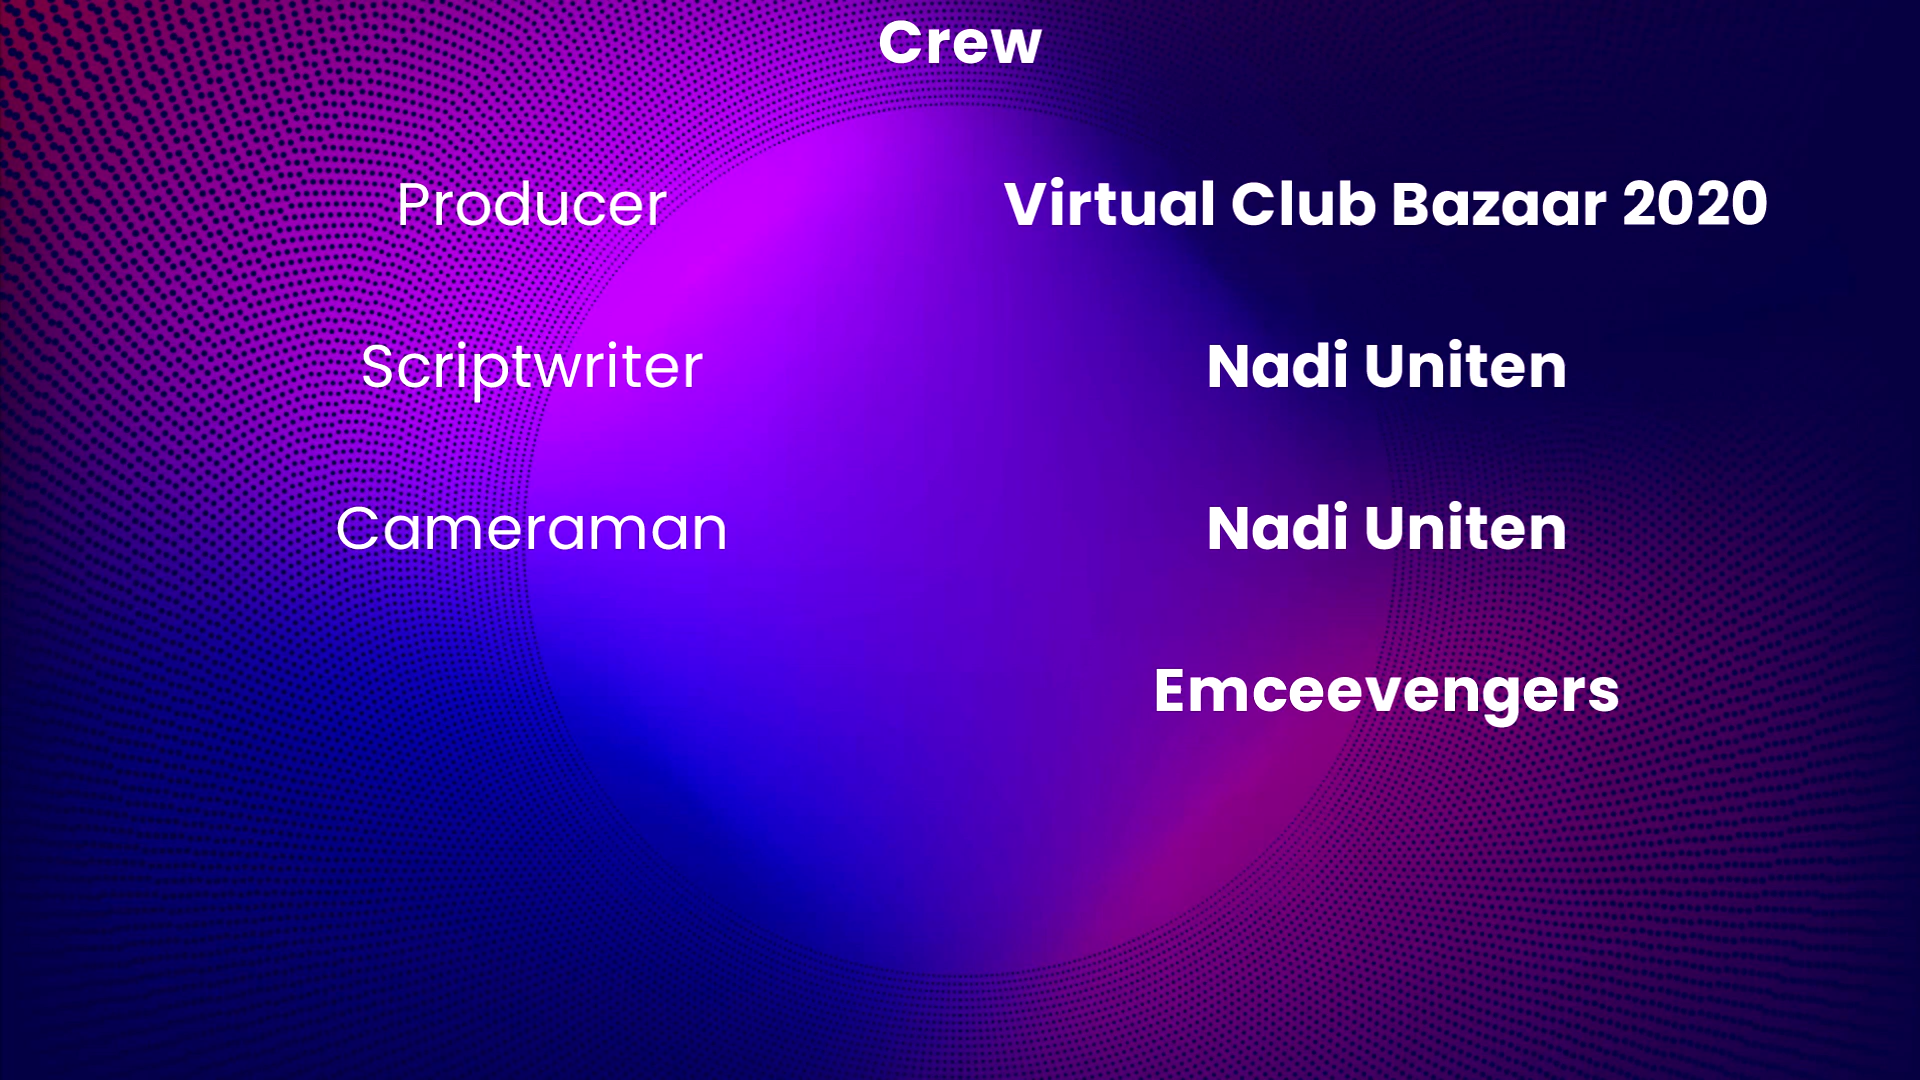 Crew
Producer Virtual Club Bazaar 2020
Scriptwriter Nadi Uniten
Cameraman Nadi Uniten
Emceevengers